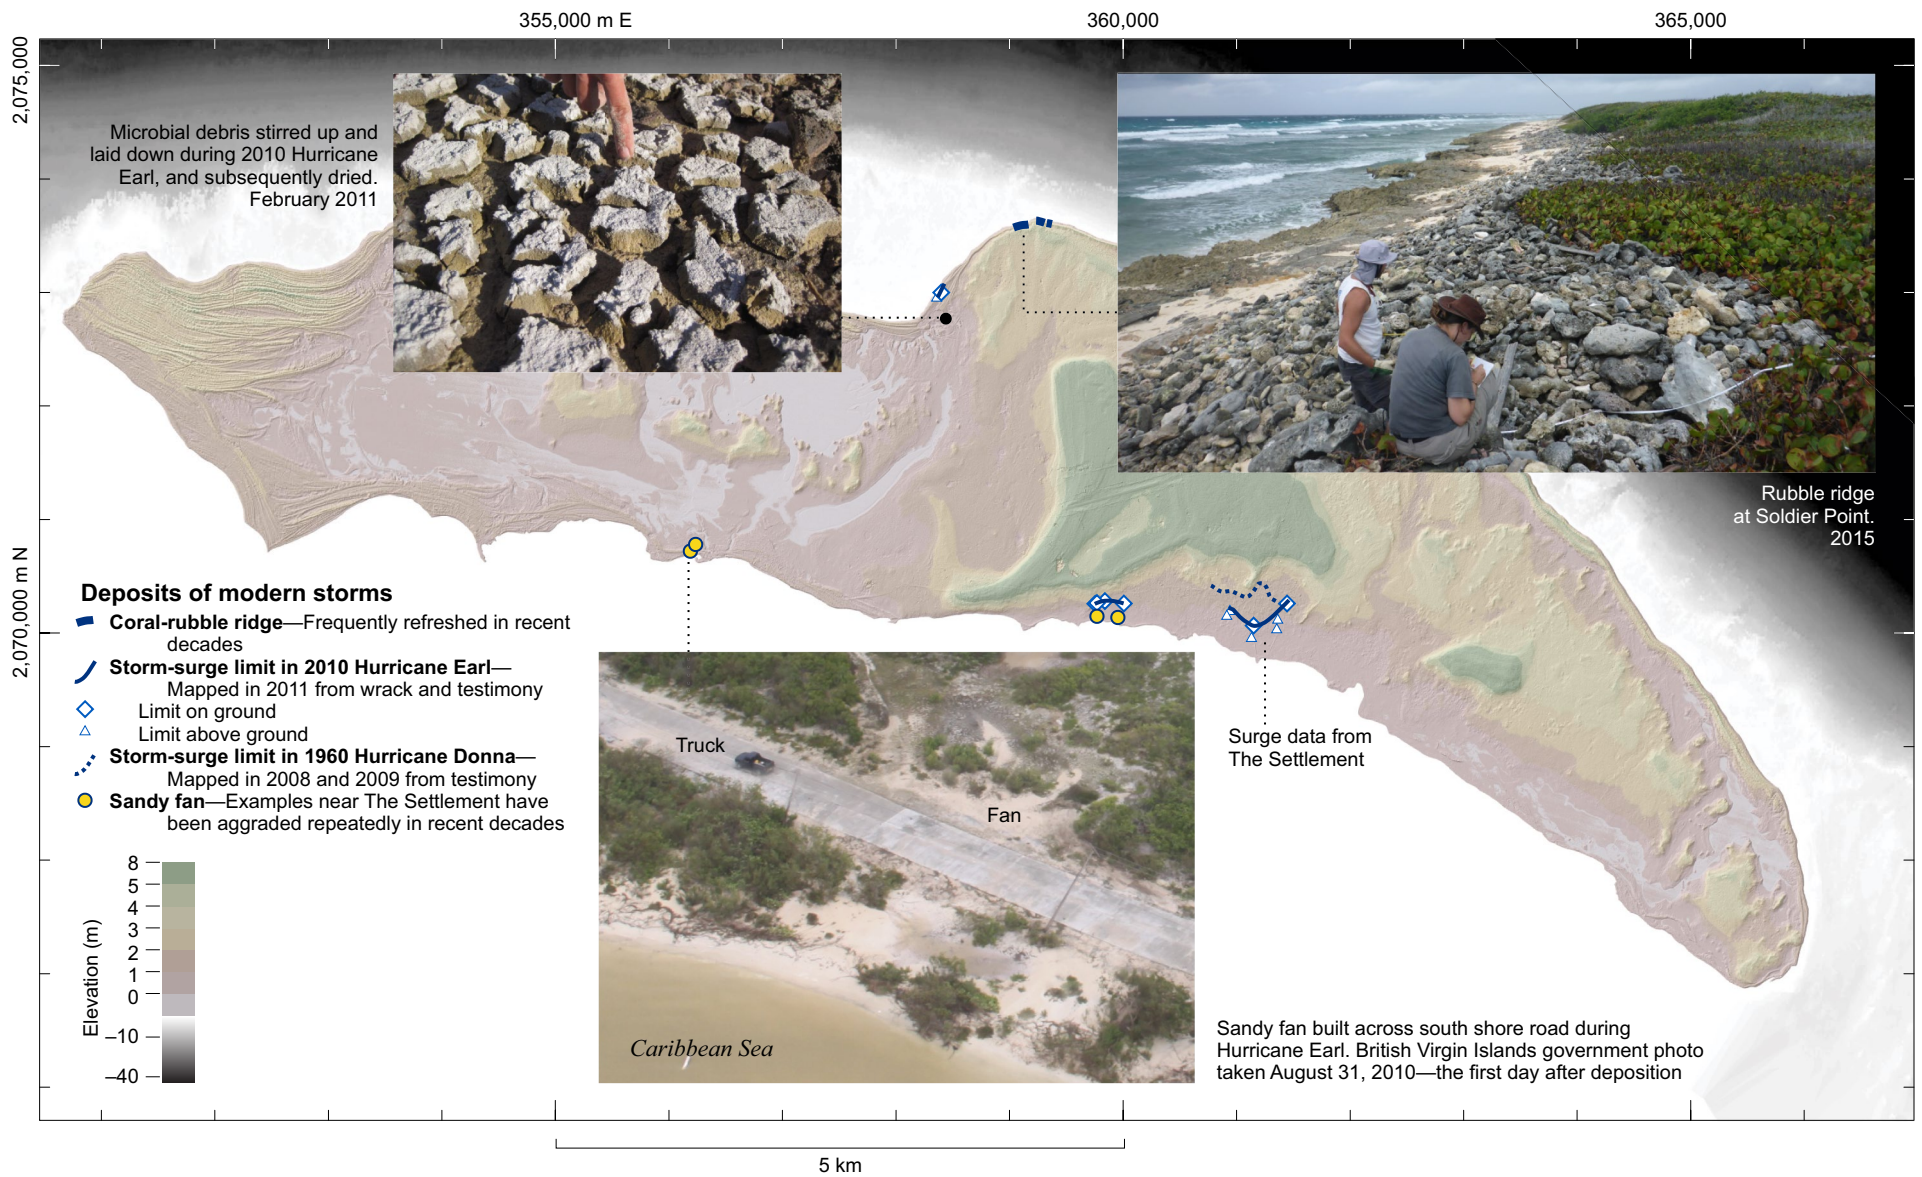 355,000 m E
360,000
365,000
2,075,000
2,070,000 m N
Microbial debris stirred up and
laid down during 2010 Hurricane
Earl, and subsequently dried.
February 2011
Rubble ridge
at Soldier Point.
2015
Deposits of modern storms
Coral-rubble ridge—Frequently refreshed in recent
decades
Storm-surge limit in 2010 Hurricane Earl—
Mapped in 2011 from wrack and testimony
Limit on ground
Limit above ground
Storm-surge limit in 1960 Hurricane Donna—
Mapped in 2008 and 2009 from testimony
Sandy fan—Examples near The Settlement have
been aggraded repeatedly in recent decades
Elevation (m)
8
5
4
3
2
1
0
–10
–40
Truck
Fan
Caribbean Sea
Surge data from
The Settlement
Sandy fan built across south shore road during
Hurricane Earl. British Virgin Islands government photo
taken August 31, 2010—the first day after deposition
5 km